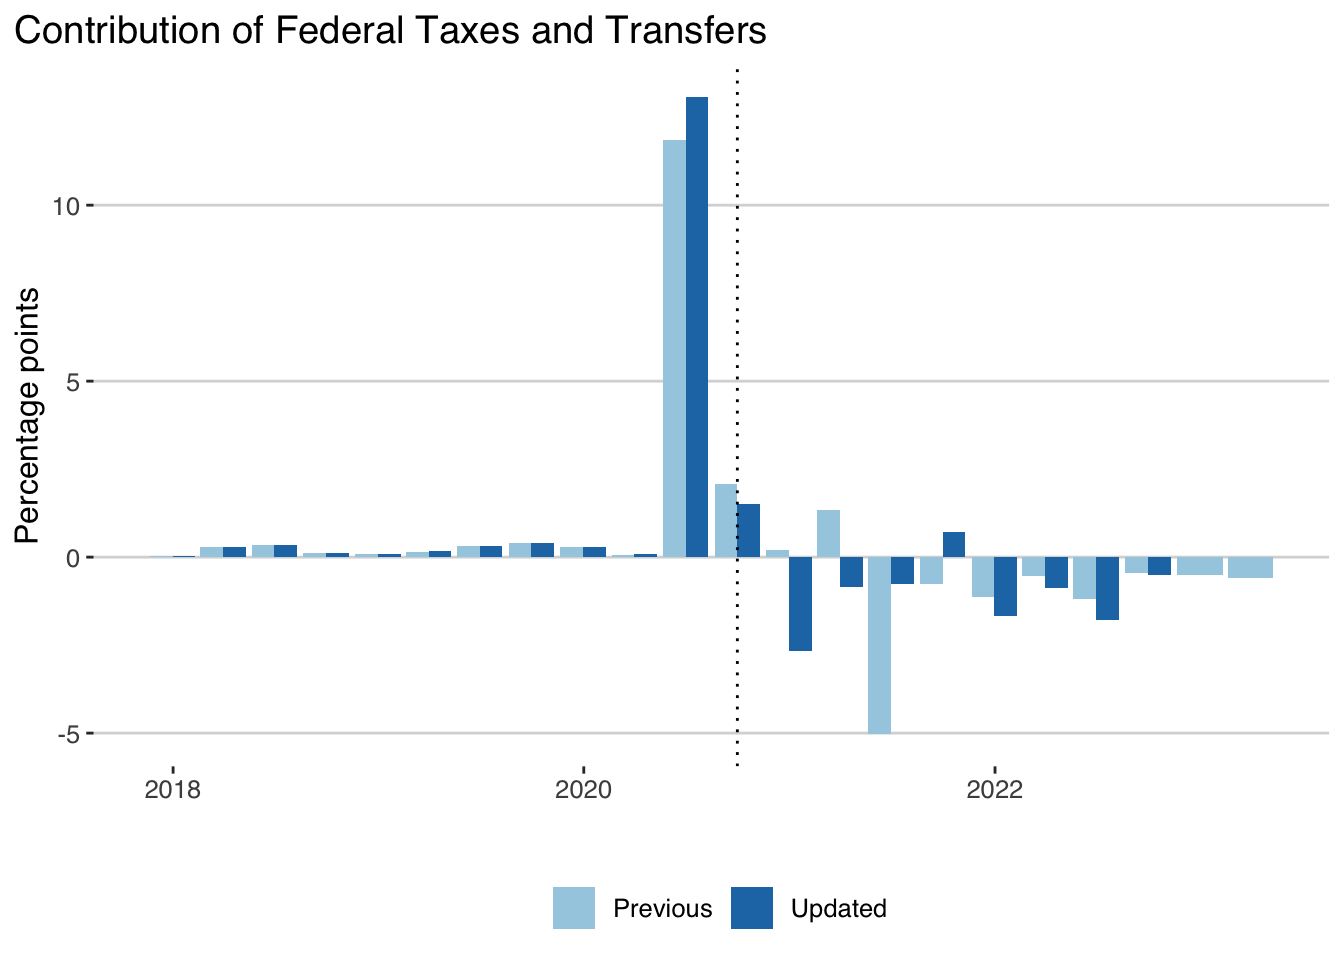 Contribution of Federal Taxes and Transfers
Percentage points
10
5
0
-5
2018
2020
2022
Previous
Updated